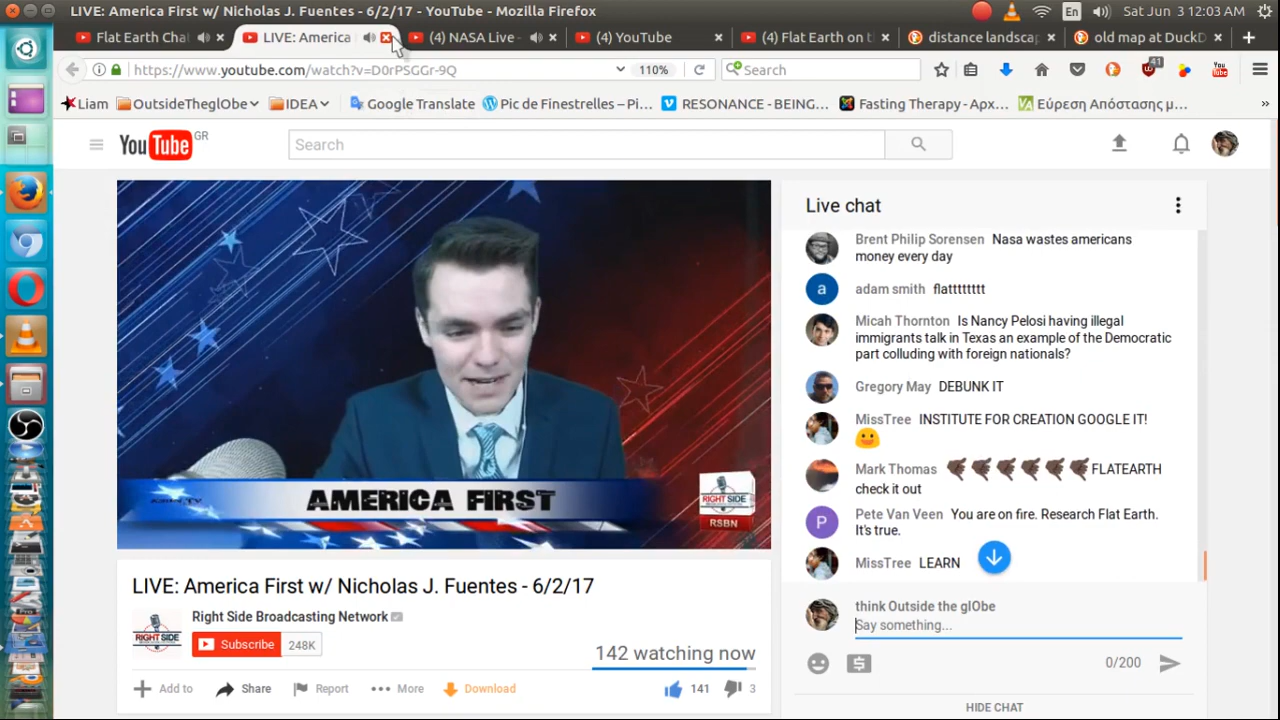 LIVE: America First w/ Nicholas J. Fuentes - 6/2/17 - YouTube - Mozilla Firefox
En
Sat Jun 3 12:03 AM
Flat Earth Cha
LIVE: America
(4) NASA Live -
(4) YouTube
(4) Flat Earth on t
distance landscap
old map at DuckD
https://www.youtube.com/watch?v=D0rPSGGr-9Q
110%
Search
41
Liam
OutsideTheglObe
IDEA
Google Translate
Pic de Finestrelles – Pi...
RESONANCE - BEING...
Fasting Therapy - Apx...
Εύρεση Απόστασης μ...
YouTube GR
Search
Live chat
Brent Philip Sorensen Nasa wastes americans
money every day
adam smith flattttttt
Micah Thornton Is Nancy Pelosi having illegal
immigrants talk in Texas an example of the Democratic
part colluding with foreign nationals?
Gregory May DEBUNK IT
MissTree INSTITUTE FOR CREATION GOOGLE IT!
Mark Thomas FLATEARTH
check it out
Pete Van Veen You are on fire. Research Flat Earth.
It's true.
MissTree LEARN
think Outside the glObe
Say something...
0/200
HIDE CHAT
AMERICA FIRST
RIGHT SIDE
RSBN
LIVE: America First w/ Nicholas J. Fuentes - 6/2/17
Right Side Broadcasting Network
Subscribe
248K
142 watching now
Add to
Share
Report
More
Download
141
3